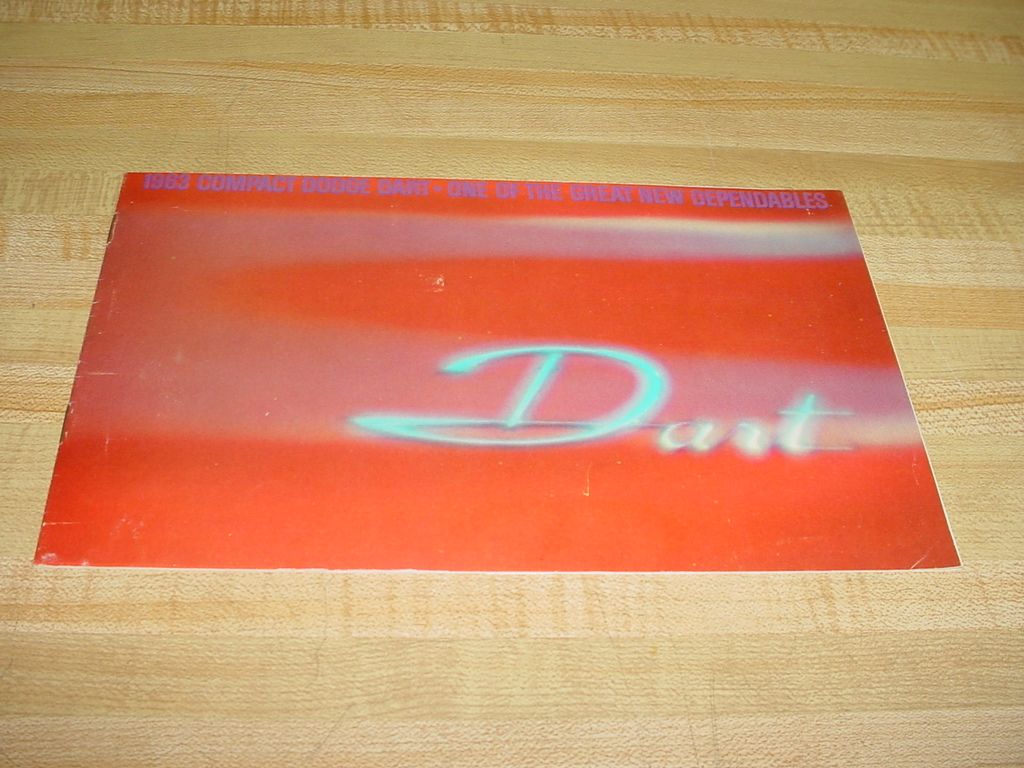 1963 COMPACT DODGE DART • ONE OF THE GREAT NEW DEPENDABLES
Dart